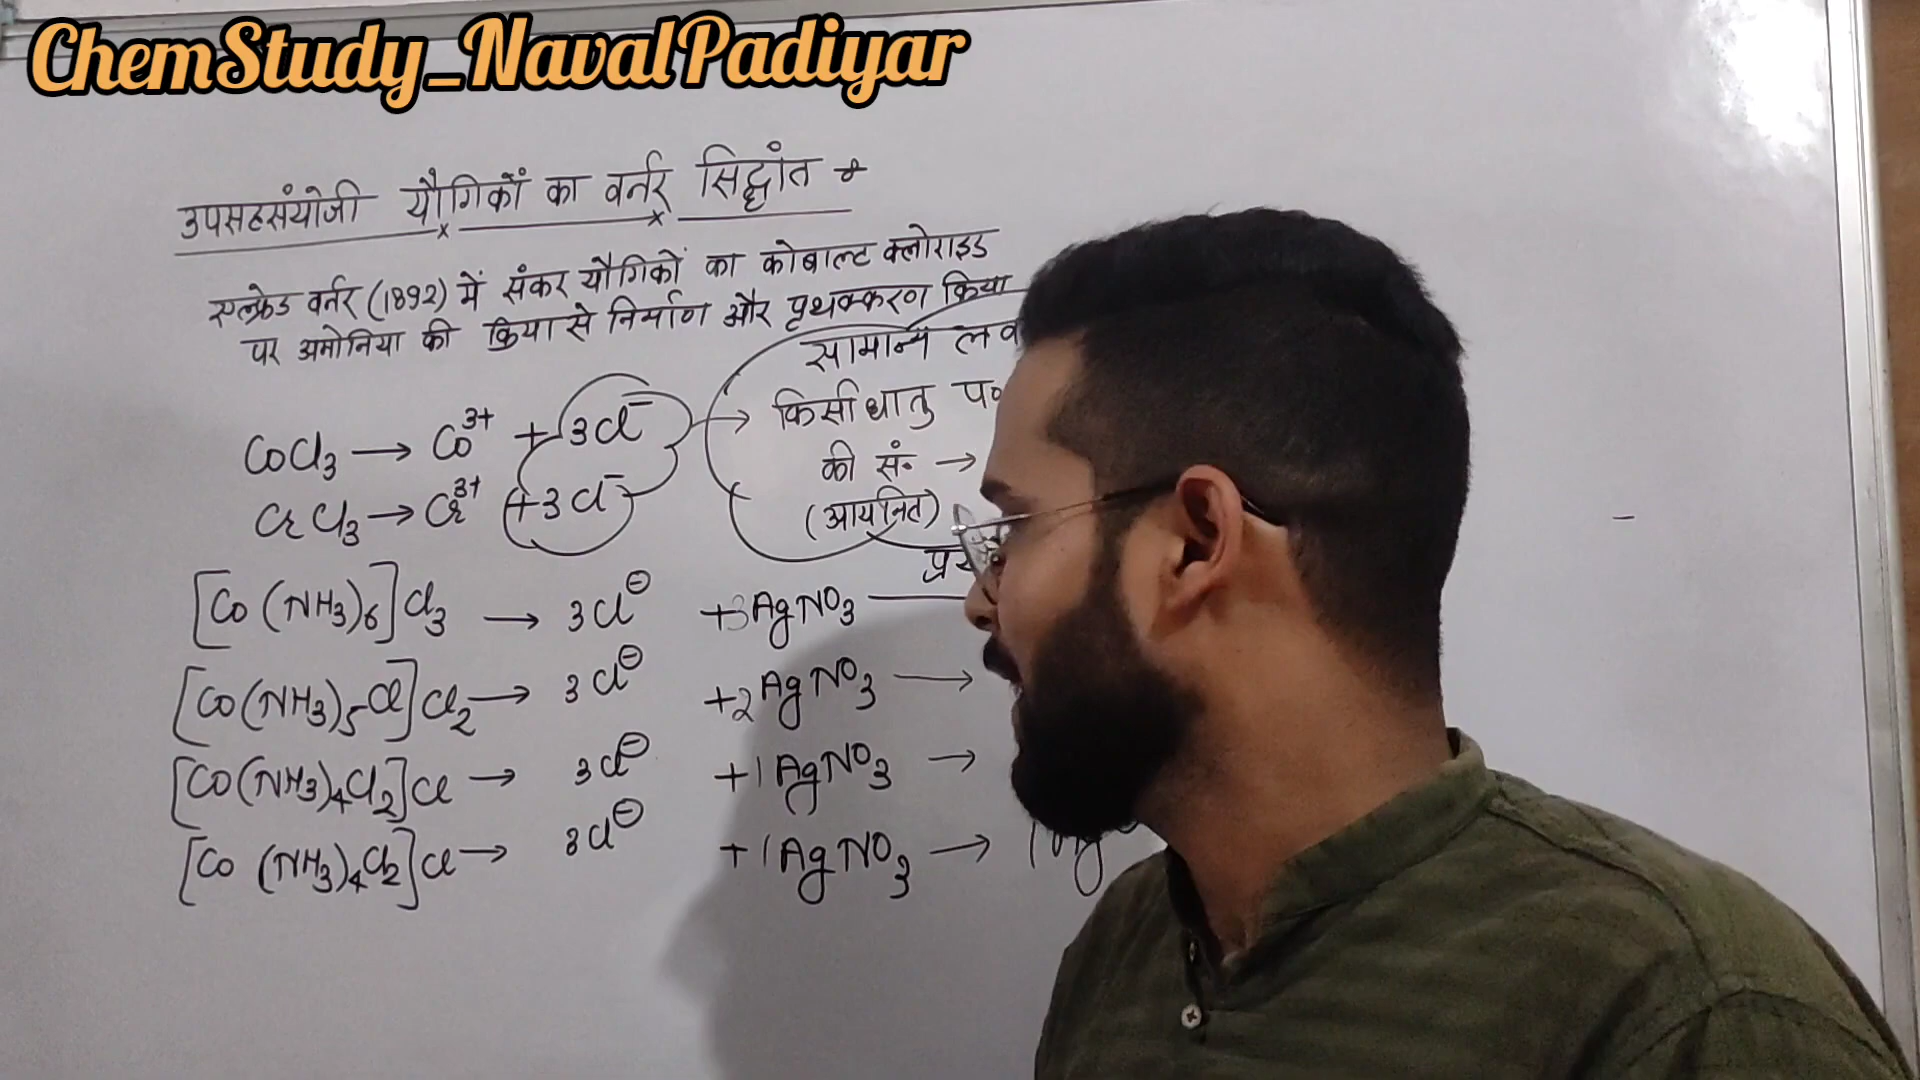 ChemStudy_NavalPadiyar
उपसहसंयोजी यौगिकों का वर्नर सिद्धांत
एल्फ्रेड वर्नर (1892) में संकर यौगिकों का कोबाल्ट क्लोराइड
पर अमोनिया की क्रिया से निर्माण और पृथक्करण किया
सामान्य
CoCl₃ → Co³⁺ + 3Cl⁻ → किसी धातु
की सं॰ →
CrCl₃ → Cr³⁺ + 3Cl⁻ (आयनित)
[Co(NH₃)₆]Cl₃ → 3Cl⊖ +3AgNO₃
[Co(NH₃)₅Cl]Cl₂ → 3Cl⊖ +2AgNO₃ →
[Co(NH₃)₄Cl₂]Cl → 3Cl⊖ +1AgNO₃ →
[Co(NH₃)₄Cl₂]Cl → 3Cl⊖ +1AgNO₃ →